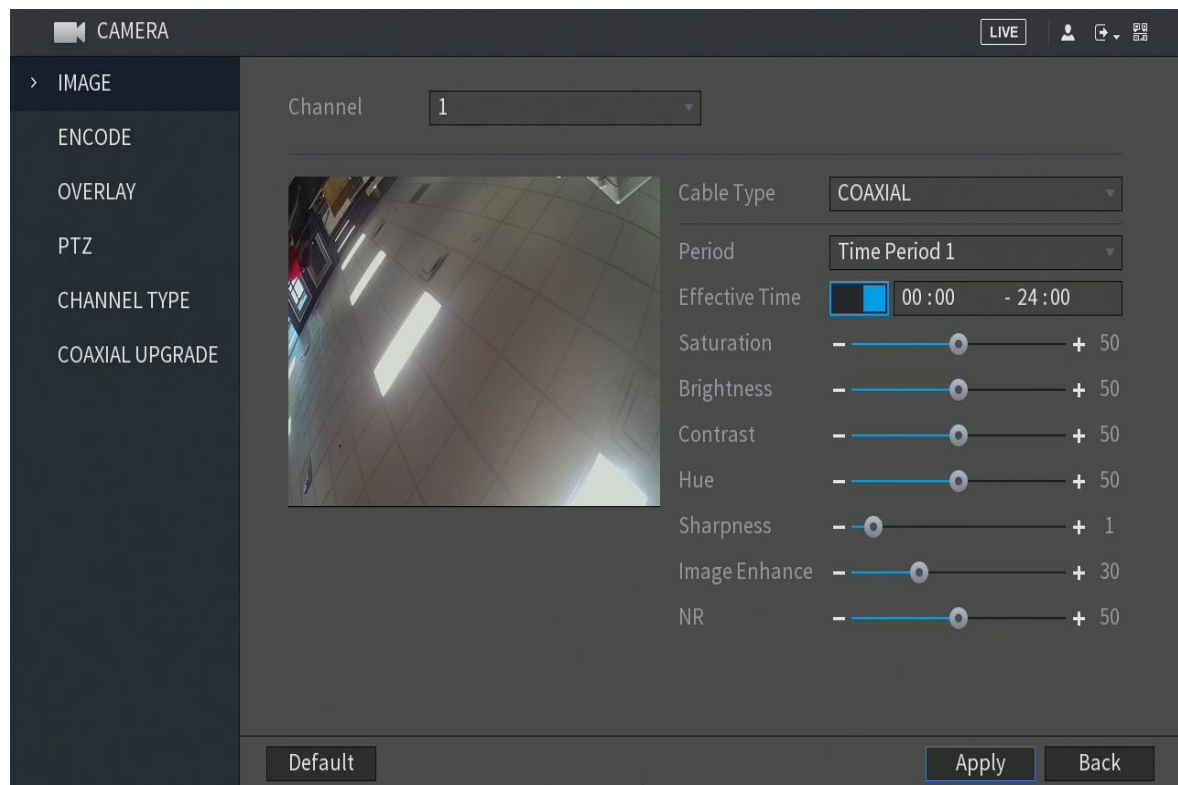 CAMERA
LIVE
IMAGE
ENCODE
OVERLAY
PTZ
CHANNEL TYPE
COAXIAL UPGRADE
Channel 1
Cable Type COAXIAL
Period Time Period 1
Effective Time 00:00 - 24:00
Saturation 50
Brightness 50
Contrast 50
Hue 50
Sharpness 1
Image Enhance 30
NR 50
Default Apply Back